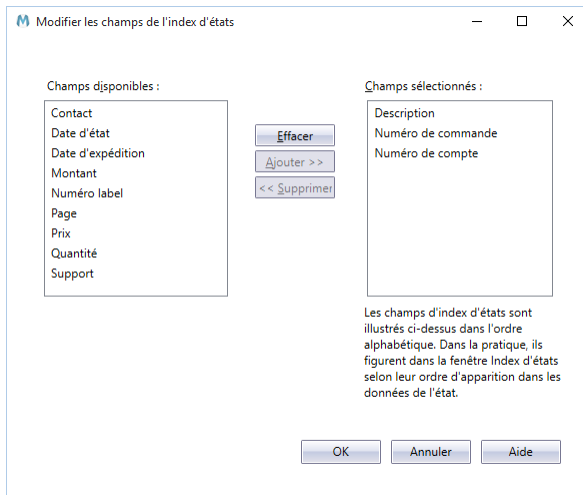 Modifier les champs de l'index d'états
Champs disponibles :
Contact
Date d'état
Date d'expédition
Montant
Numéro label
Page
Prix
Quantité
Support
Effacer
Ajouter >>
<< Supprimer
Champs sélectionnés :
Description
Numéro de commande
Numéro de compte
Les champs d'index d'états sont
illustrés ci-dessus dans l'ordre
alphabétique. Dans la pratique, ils
figurent dans la fenêtre Index d'états
selon leur ordre d'apparition dans les
données de l'état.
OK
Annuler
Aide